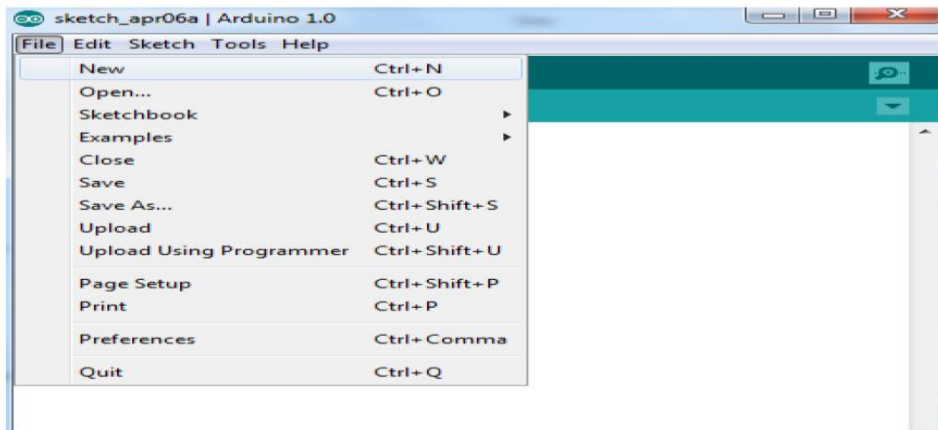 sketch_apr06a | Arduino 1.0
File Edit Sketch Tools Help
New Ctrl+N
Open... Ctrl+O
Sketchbook
Examples
Close Ctrl+W
Save Ctrl+S
Save As... Ctrl+Shift+S
Upload Ctrl+U
Upload Using Programmer Ctrl+Shift+U
Page Setup Ctrl+Shift+P
Print Ctrl+P
Preferences Ctrl+Comma
Quit Ctrl+Q